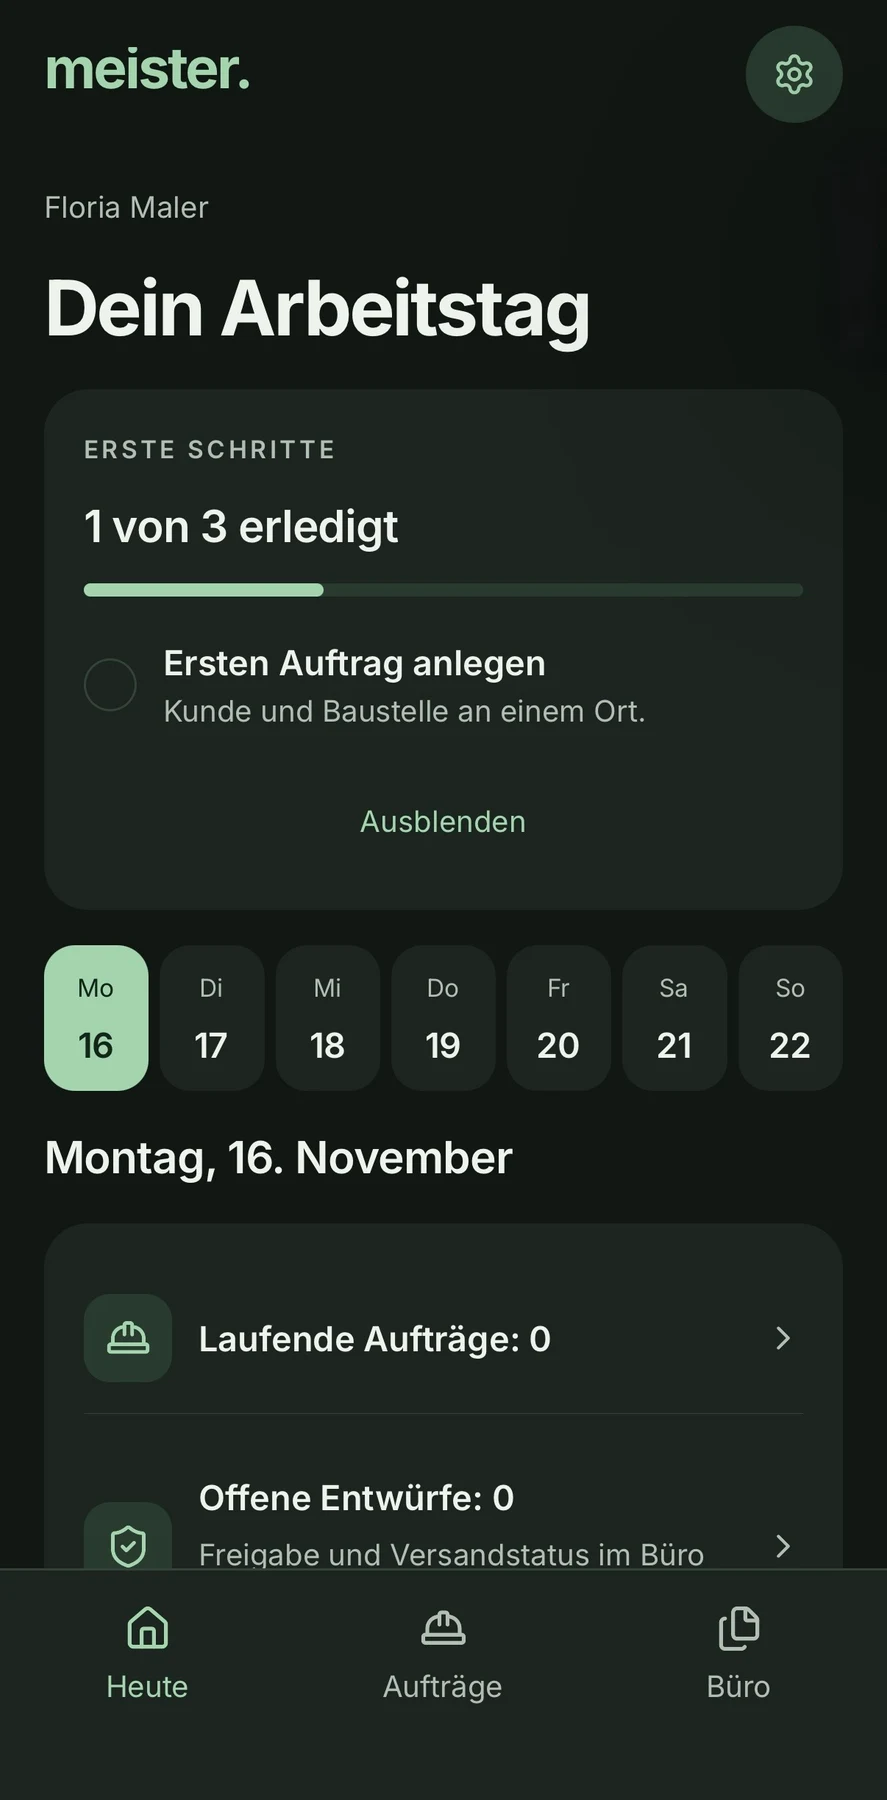 meister.
Floria Maler
Dein Arbeitstag
ERSTE SCHRITTE
1 von 3 erledigt
Ersten Auftrag anlegen
Kunde und Baustelle an einem Ort.
Ausblenden
Mo Di Mi Do Fr Sa So
16 17 18 19 20 21 22
Montag, 16. November
Laufende Aufträge: 0
Offene Entwürfe: 0
Freigabe und Versandstatus im Büro
Heute Aufträge Büro